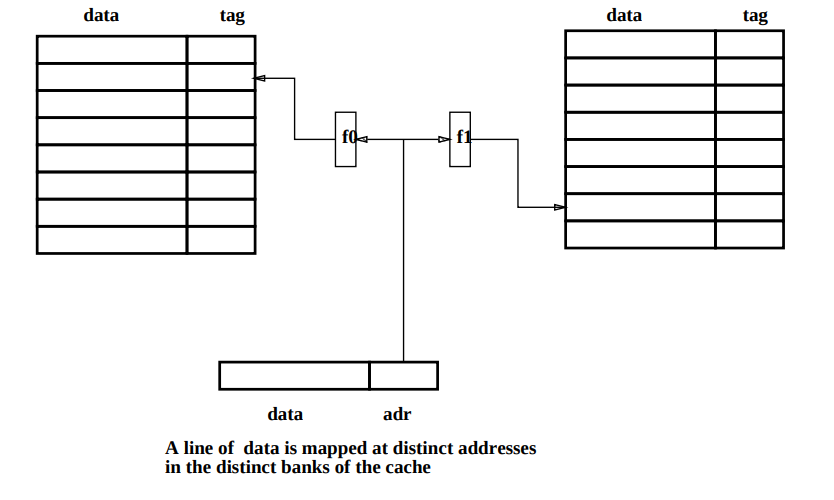 data tag data tag
f0 f1
data adr
A line of data is mapped at distinct addresses
in the distinct banks of the cache